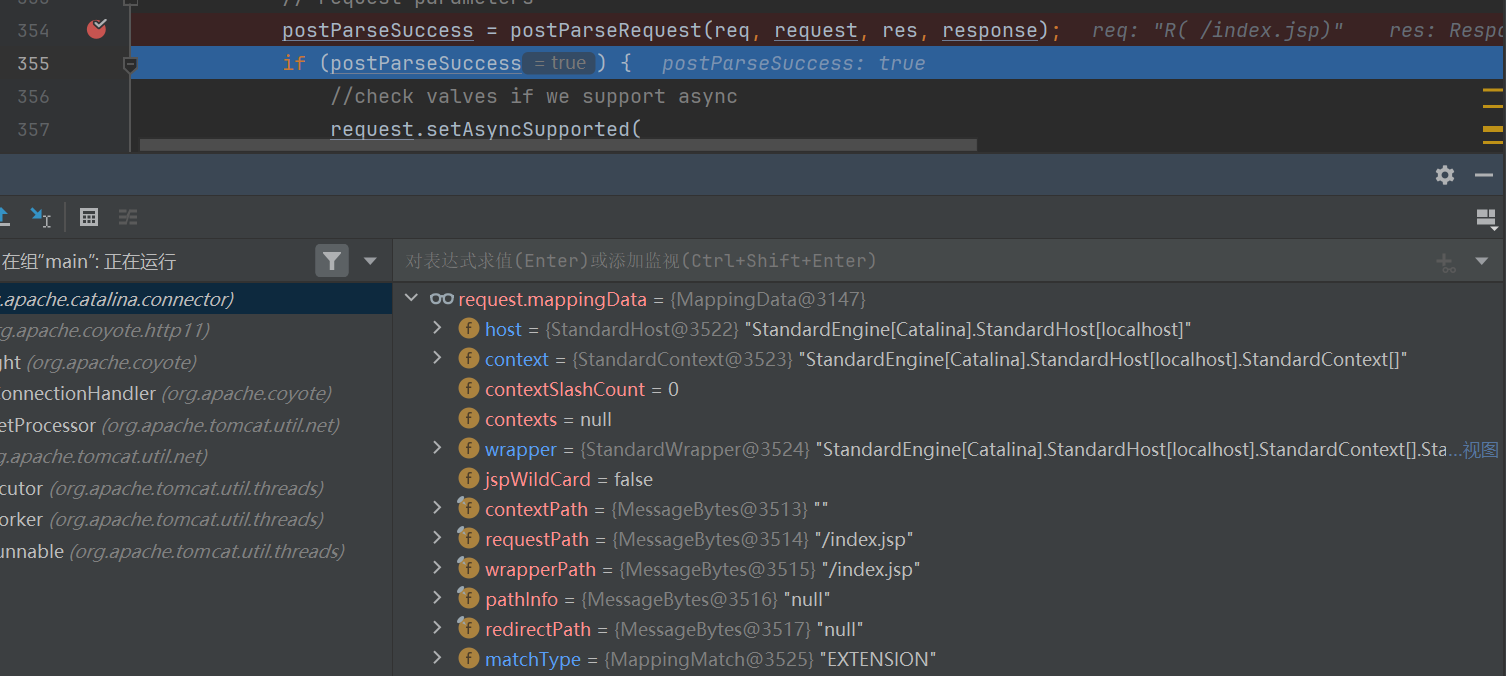 // request parameters
354 postParseSuccess = postParseRequest(req, request, res, response); req: "R( /index.jsp)" res: Respo
355 if (postParseSuccess = true ) { postParseSuccess: true
356 //check valves if we support async
357 request.setAsyncSupported(
在组“main”: 正在运行
对表达式求值(Enter)或添加监视(Ctrl+Shift+Enter)
.apache.catalina.connector)
rg.apache.coyote.http11)
ght (org.apache.coyote)
ConnectionHandler (org.apache.coyote)
etProcessor (org.apache.tomcat.util.net)
g.apache.tomcat.util.net)
cutor (org.apache.tomcat.util.threads)
orker (org.apache.tomcat.util.threads)
unnable (org.apache.tomcat.util.threads)
request.mappingData = {MappingData@3147}
f host = {StandardHost@3522} "StandardEngine[Catalina].StandardHost[localhost]"
f context = {StandardContext@3523} "StandardEngine[Catalina].StandardHost[localhost].StandardContext[]"
f contextSlashCount = 0
f contexts = null
f wrapper = {StandardWrapper@3524} "StandardEngine[Catalina].StandardHost[localhost].StandardContext[].Sta...视图
f jspWildCard = false
f contextPath = {MessageBytes@3513} ""
f requestPath = {MessageBytes@3514} "/index.jsp"
f wrapperPath = {MessageBytes@3515} "/index.jsp"
f pathInfo = {MessageBytes@3516} "null"
f redirectPath = {MessageBytes@3517} "null"
f matchType = {MappingMatch@3525} "EXTENSION"